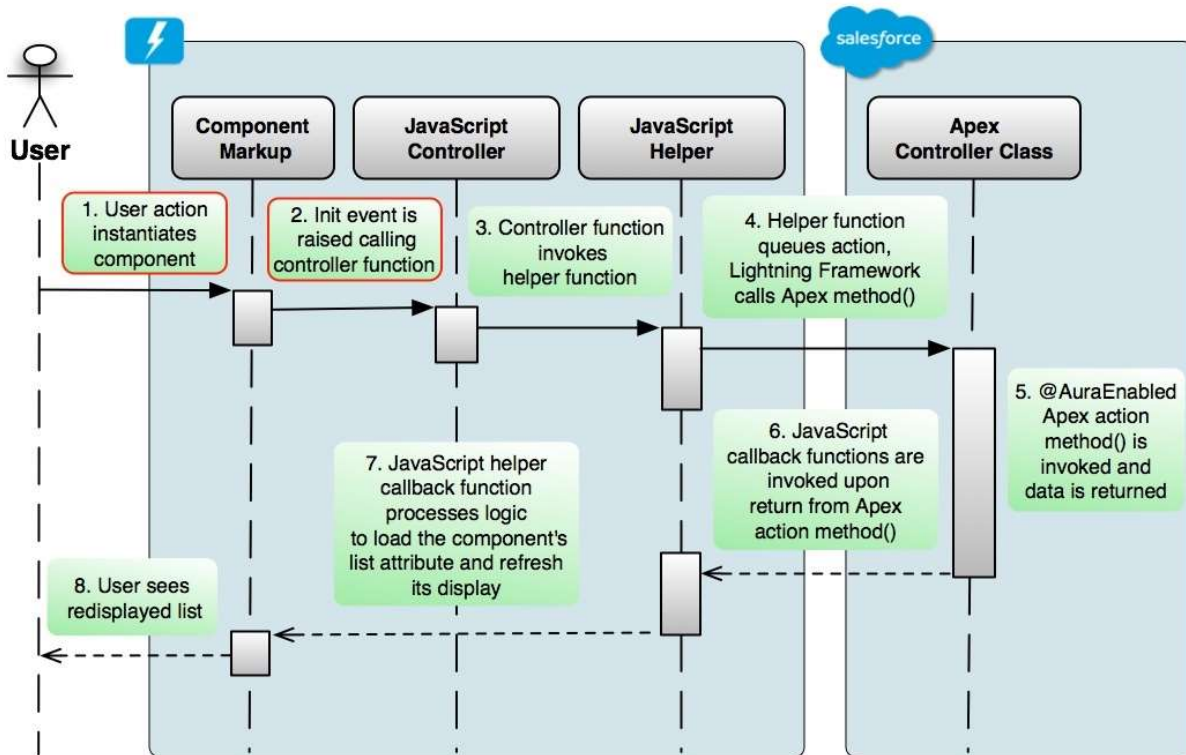 salesforce
User
Component
Markup
JavaScript
Controller
JavaScript
Helper
Apex
Controller Class
1. User action
instantiates
component
2. Init event is
raised calling
controller function
3. Controller function
invokes
helper function
4. Helper function
queues action,
Lightning Framework
calls Apex method()
5. @AuraEnabled
Apex action
method() is
invoked and
data is returned
6. JavaScript
callback functions are
invoked upon
return from Apex
action method()
7. JavaScript helper
callback function
processes logic
to load the component's
list attribute and refresh
its display
8. User sees
redisplayed list